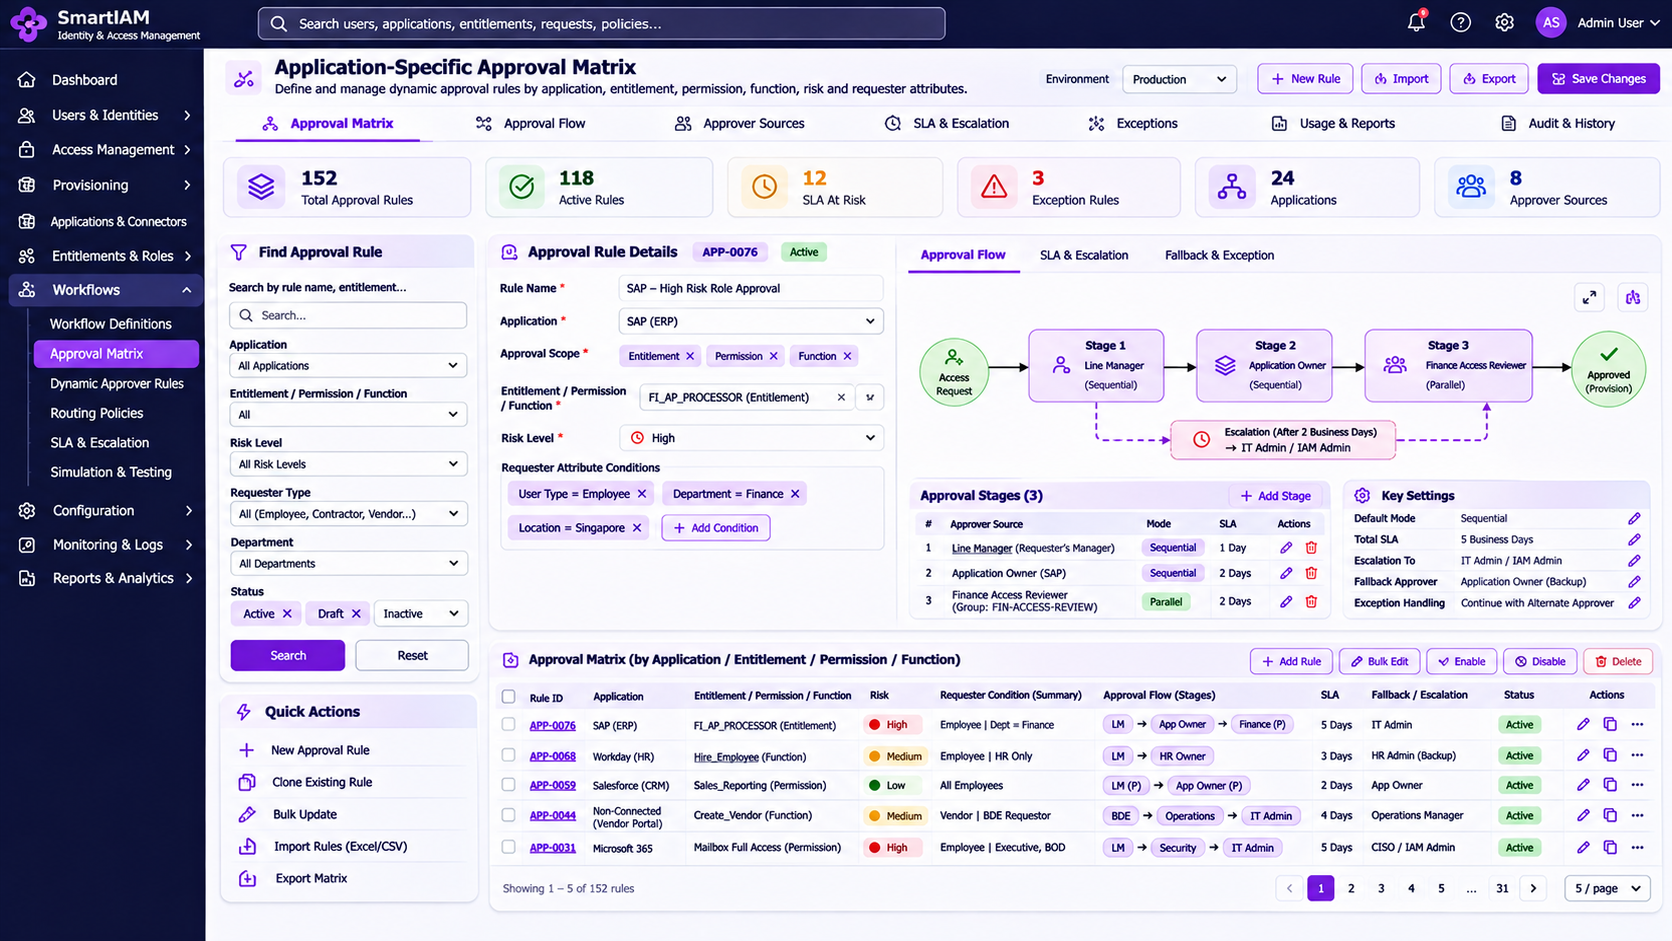 SmartIAM
Identity & Access Management
Search users, applications, entitlements, requests, policies...
9
AS
Admin User
Dashboard
Users & Identities
Access Management
Provisioning
Applications & Connectors
Entitlements & Roles
Workflows
Workflow Definitions
Approval Matrix
Dynamic Approver Rules
Routing Policies
SLA & Escalation
Simulation & Testing
Configuration
Monitoring & Logs
Reports & Analytics
Application-Specific Approval Matrix
Define and manage dynamic approval rules by application, entitlement, permission, function, risk and requester attributes.
Environment
Production
New Rule
Import
Export
Save Changes
Approval Matrix
Approval Flow
Approver Sources
SLA & Escalation
Exceptions
Usage & Reports
Audit & History
152
Total Approval Rules
118
Active Rules
12
SLA At Risk
3
Exception Rules
24
Applications
8
Approver Sources
Find Approval Rule
Search by rule name, entitlement...
Search...
Application
All Applications
Entitlement / Permission / Function
All
Risk Level
All Risk Levels
Requester Type
All (Employee, Contractor, Vendor...)
Department
All Departments
Status
Active ×
Draft ×
Inactive
Search
Reset
Quick Actions
New Approval Rule
Clone Existing Rule
Bulk Update
Import Rules (Excel/CSV)
Export Matrix
Approval Rule Details
APP-0076
Active
Rule Name *
SAP – High Risk Role Approval
Application *
SAP (ERP)
Approval Scope *
Entitlement ×
Permission ×
Function ×
Entitlement / Permission
/ Function *
FI_AP_PROCESSOR (Entitlement) ×
Risk Level *
High
Requester Attribute Conditions
User Type = Employee ×
Department = Finance ×
Location = Singapore ×
+ Add Condition
Approval Flow
SLA & Escalation
Fallback & Exception
Access
Request
Stage 1
Line Manager
(Sequential)
Stage 2
Application Owner
(Sequential)
Stage 3
Finance Access Reviewer
(Parallel)
Approved
(Provision)
Escalation (After 2 Business Days)
→ IT Admin / IAM Admin
Approval Stages (3)
+ Add Stage
# Approver Source Mode SLA Actions
1 Line Manager (Requester's Manager) Sequential 1 Day
2 Application Owner (SAP) Sequential 2 Days
3 Finance Access Reviewer
(Group: FIN-ACCESS-REVIEW) Parallel 2 Days
Key Settings
Default Mode Sequential
Total SLA 5 Business Days
Escalation To IT Admin / IAM Admin
Fallback Approver Application Owner (Backup)
Exception Handling Continue with Alternate Approver
Approval Matrix (by Application / Entitlement / Permission / Function)
+ Add Rule
Bulk Edit
Enable
Disable
Delete
Rule ID Application Entitlement / Permission / Function Risk Requester Condition (Summary) Approval Flow (Stages) SLA Fallback / Escalation Status Actions
APP-0076 SAP (ERP) FI_AP_PROCESSOR (Entitlement) High Employee | Dept = Finance LM → App Owner → Finance (P) 5 Days IT Admin Active
APP-0068 Workday (HR) Hire_Employee (Function) Medium Employee | HR Only LM → HR Owner 3 Days HR Admin (Backup) Active
APP-0059 Salesforce (CRM) Sales_Reporting (Permission) Low All Employees LM (P) → App Owner (P) 2 Days App Owner Active
APP-0044 Non-Connected
(Vendor Portal) Create_Vendor (Function) Medium Vendor | BDE Requestor BDE → Operations → IT Admin 4 Days Operations Manager Active
APP-0031 Microsoft 365 Mailbox Full Access (Permission) High Employee | Executive, BOD LM → Security → IT Admin 5 Days CISO / IAM Admin Active
Showing 1 – 5 of 152 rules
< 1 2 3 4 5 ... 31 >
5 / page